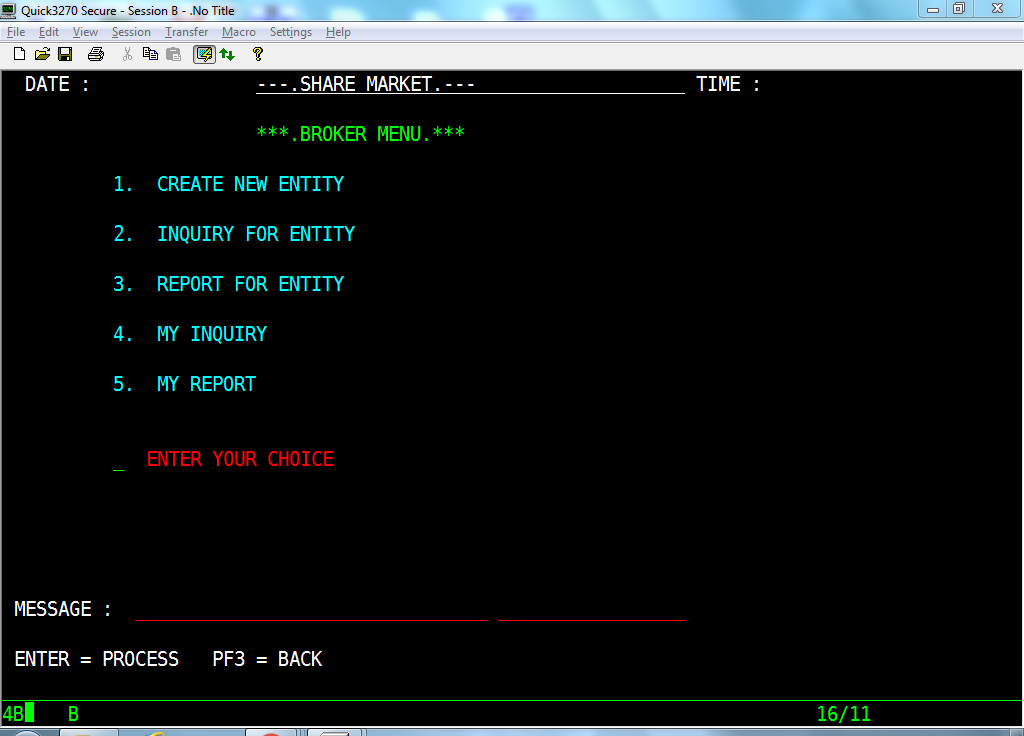 Quick3270 Secure - Session B - .No Title
File Edit View Session Transfer Macro Settings Help
DATE : ---.SHARE MARKET.--- TIME :
***.BROKER MENU.***
1. CREATE NEW ENTITY
2. INQUIRY FOR ENTITY
3. REPORT FOR ENTITY
4. MY INQUIRY
5. MY REPORT
_ ENTER YOUR CHOICE
MESSAGE :
ENTER = PROCESS PF3 = BACK
4B B 16/11